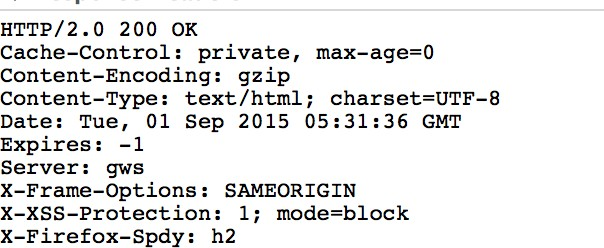 HTTP/2.0 200 OK
Cache-Control: private, max-age=0
Content-Encoding: gzip
Content-Type: text/html; charset=UTF-8
Date: Tue, 01 Sep 2015 05:31:36 GMT
Expires: -1
Server: gws
X-Frame-Options: SAMEORIGIN
X-XSS-Protection: 1; mode=block
X-Firefox-Spdy: h2